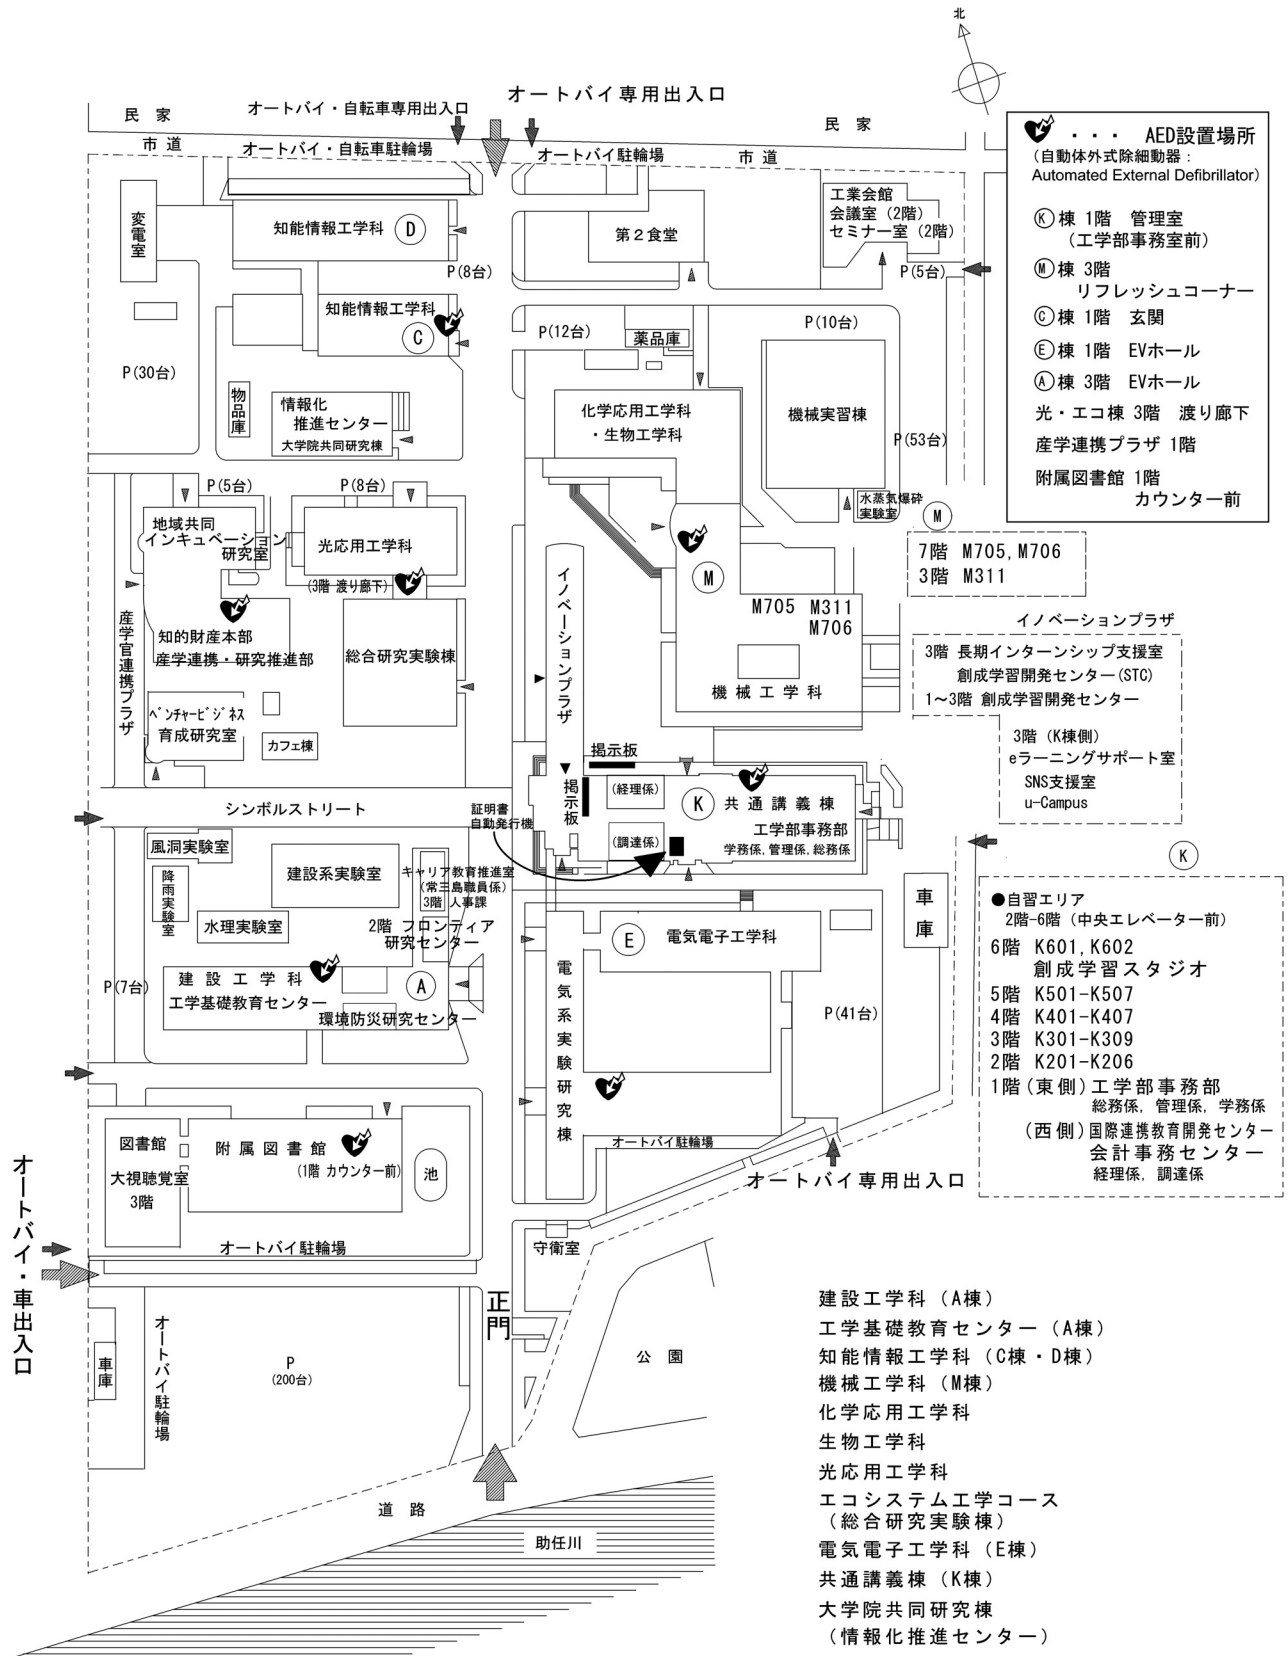 北
オートバイ専用出入口
オートバイ・自転車専用出入口
民 家
民 家
市 道
オートバイ・自転車駐輪場
オートバイ駐輪場
市 道
・・・ AED設置場所
(自動体外式除細動器:
Automated External Defibrillator)
Ⓚ棟 1階 管理室
(工学部事務室前)
Ⓜ棟 3階
リフレッシュコーナー
Ⓒ棟 1階 玄関
Ⓔ棟 1階 EVホール
Ⓐ棟 3階 EVホール
光・エコ棟 3階 渡り廊下
産学連携プラザ 1階
附属図書館 1階
カウンター前
変電室
知能情報工学科 Ⓓ
P(8台)
第2食堂
工業会館
会議室(2階)
セミナー室(2階)
P(5台)
知能情報工学科
Ⓒ
P(12台)
薬品庫
P(10台)
P(30台)
物品庫
情報化
推進センター
大学院共同研究棟
化学応用工学科
・生物工学科
機械実習棟
P(53台)
水蒸気爆砕
実験室
P(5台)
P(8台)
地域共同
インキュベーション
研究室
光応用工学科
(3階 渡り廊下)
知的財産本部
産学連携・研究推進部
産学官連携プラザ
総合研究実験棟
ベンチャービジネス
育成研究室
カフェ棟
イノベーションプラザ
Ⓜ
M705 M311
M706
機械工学科
Ⓜ
7階 M705,M706
3階 M311
イノベーションプラザ
3階 長期インターンシップ支援室
創成学習開発センター(STC)
1～3階 創成学習開発センター
3階(K棟側)
eラーニングサポート室
SNS支援室
u-Campus
掲示板
掲示板
(経理係)
(調達係)
Ⓚ 共通講義棟
工学部事務部
学務係,管理係,総務係
証明書
自動発行機
シンボルストリート
風洞実験室
降雨実験室
建設系実験室
水理実験室
キャリア教育推進室
(常三島職員係)
3階 人事課
2階 フロンティア
研究センター
建設工学科
工学基礎教育センター
Ⓐ
環境防災研究センター
P(7台)
Ⓔ 電気電子工学科
電気系実験研究棟
車庫
P(41台)
オートバイ駐輪場
オートバイ専用出入口
Ⓚ
●自習エリア
2階-6階(中央エレベーター前)
6階 K601,K602
創成学習スタジオ
5階 K501-K507
4階 K401-K407
3階 K301-K309
2階 K201-K206
1階(東側)工学部事務部
総務係,管理係,学務係
(西側)国際連携教育開発センター
会計事務センター
経理係,調達係
図書館
大視聴覚室
3階
附属図書館
(1階 カウンター前)
池
オートバイ駐輪場
守衛室
オートバイ・車出入口
正門
車庫
オートバイ駐輪場
P
(200台)
公 園
道 路
助任川
建設工学科(A棟)
工学基礎教育センター(A棟)
知能情報工学科(C棟・D棟)
機械工学科(M棟)
化学応用工学科
生物工学科
光応用工学科
エコシステム工学コース
(総合研究実験棟)
電気電子工学科(E棟)
共通講義棟(K棟)
大学院共同研究棟
(情報化推進センター)